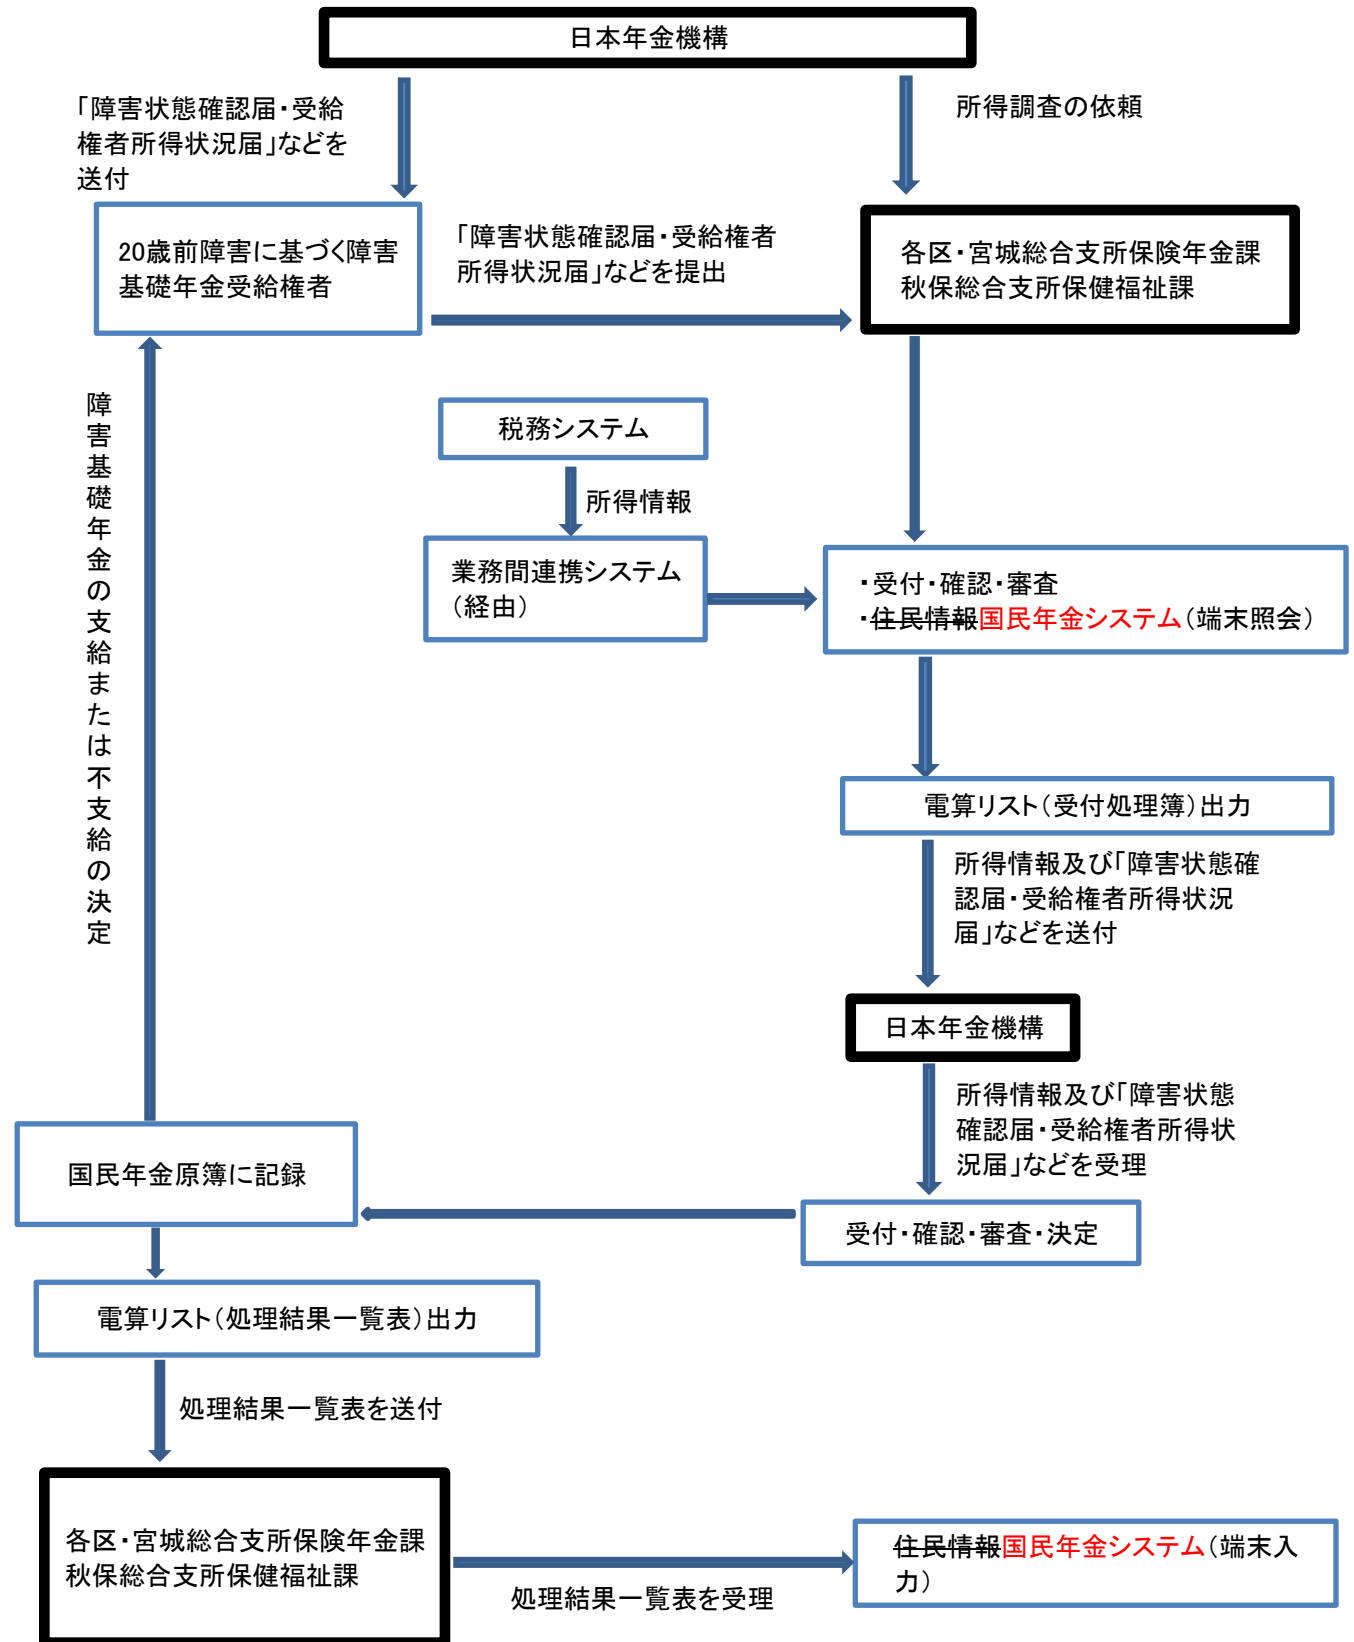 日本年金機構
「障害状態確認届・受給
権者所得状況届」などを
送付
所得調査の依頼
20歳前障害に基づく障害
基礎年金受給権者
「障害状態確認届・受給権者
所得状況届」などを提出
各区・宮城総合支所保険年金課
秋保総合支所保健福祉課
障害基礎年金の支給または不支給の決定
税務システム
所得情報
業務間連携システム
（経由）
・受付・確認・審査
・住民情報国民年金システム（端末照会）
電算リスト（受付処理簿）出力
所得情報及び「障害状態確
認届・受給権者所得状況
届」などを送付
日本年金機構
所得情報及び「障害状態
確認届・受給権者所得状
況届」などを受理
国民年金原簿に記録
受付・確認・審査・決定
電算リスト（処理結果一覧表）出力
処理結果一覧表を送付
各区・宮城総合支所保険年金課
秋保総合支所保健福祉課
処理結果一覧表を受理
住民情報国民年金システム（端末入
力）